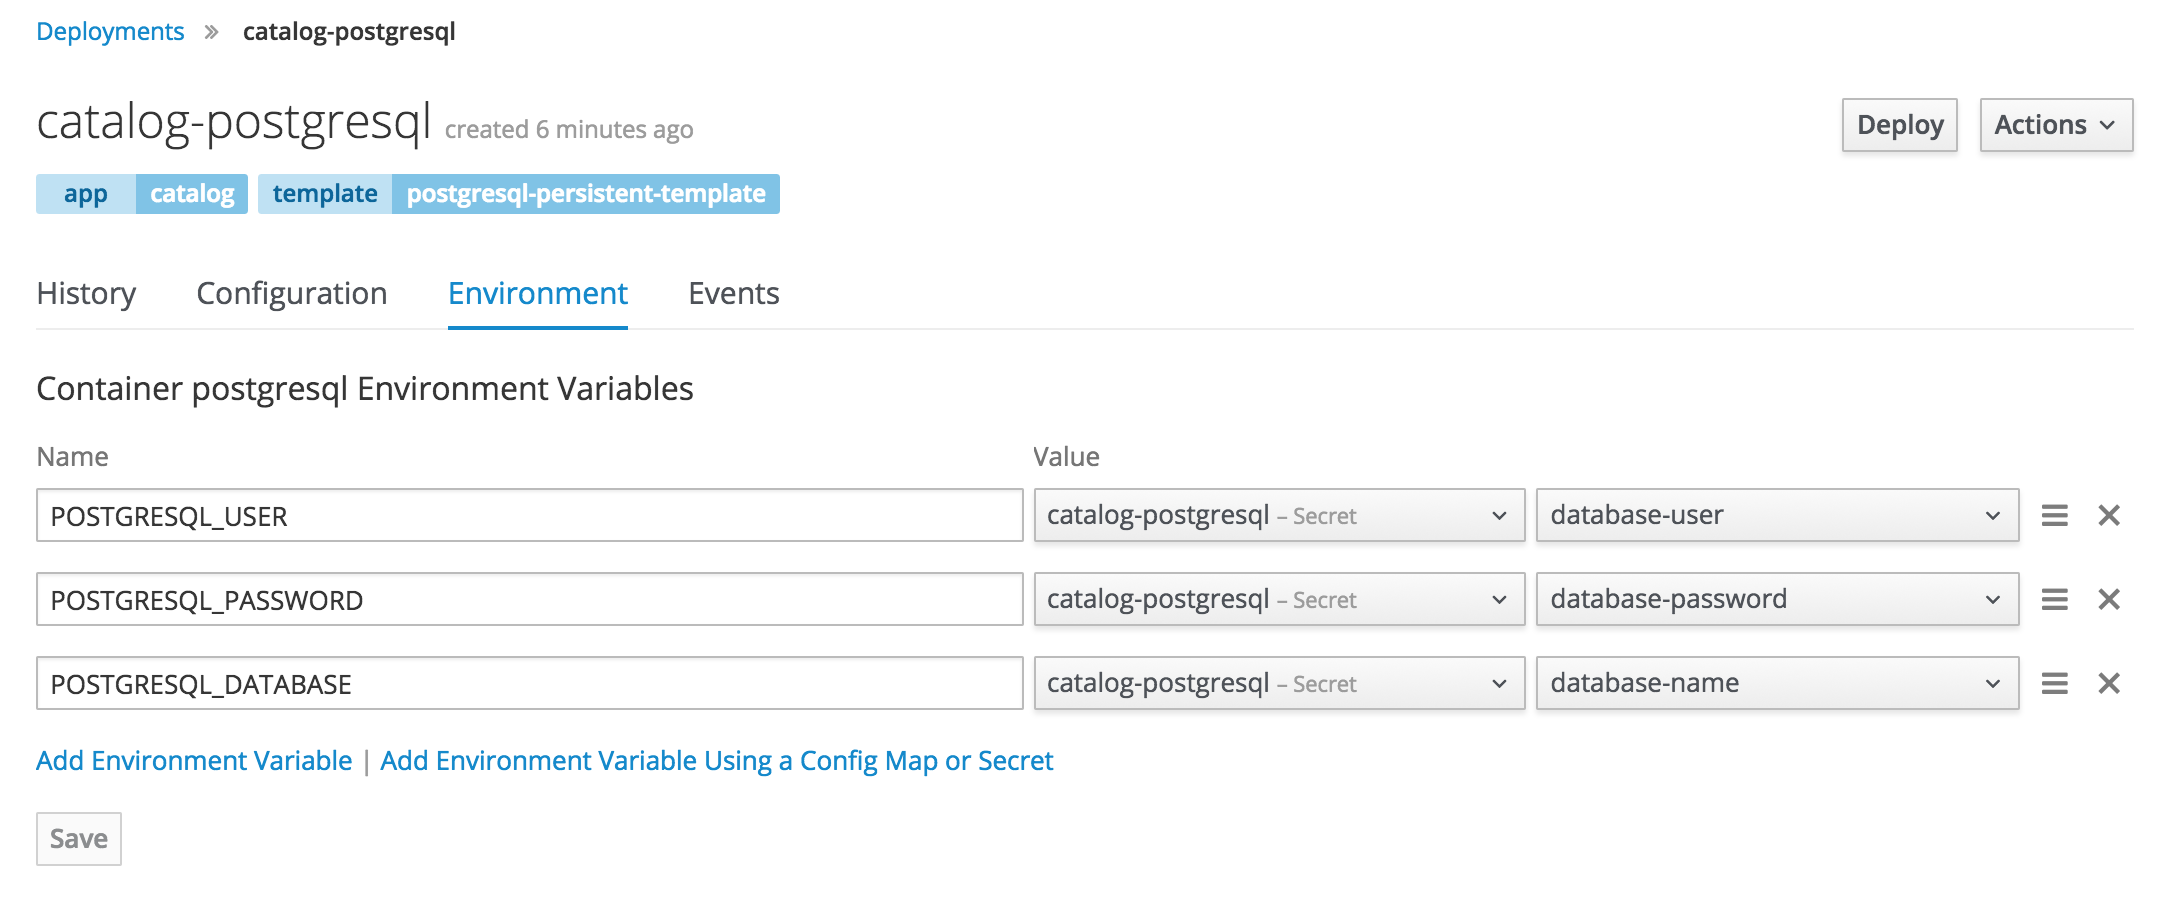 Deployments » catalog-postgresql
catalog-postgresql created 6 minutes ago
Deploy Actions
app catalog template postgresql-persistent-template
History Configuration Environment Events
Container postgresql Environment Variables
Name Value
POSTGRESQL_USER catalog-postgresql – Secret database-user
POSTGRESQL_PASSWORD catalog-postgresql – Secret database-password
POSTGRESQL_DATABASE catalog-postgresql – Secret database-name
Add Environment Variable | Add Environment Variable Using a Config Map or Secret
Save